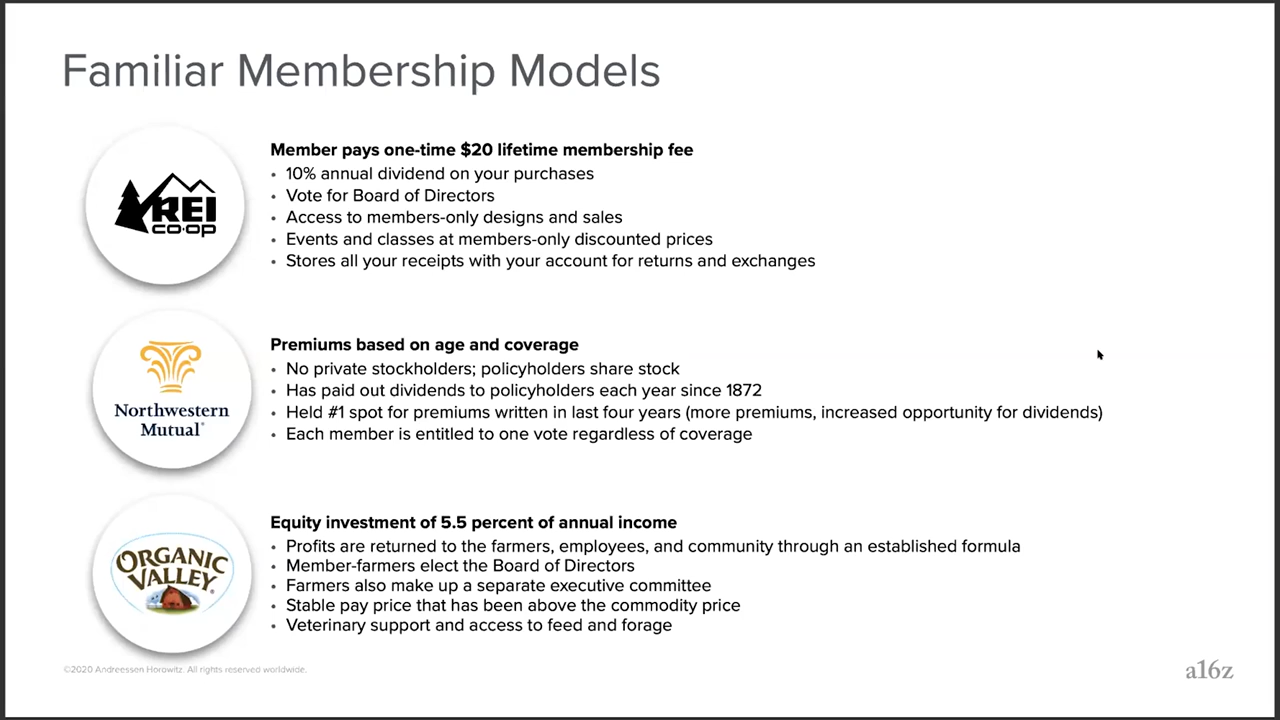 Familiar Membership Models
REI
co·op
Member pays one-time $20 lifetime membership fee
• 10% annual dividend on your purchases
• Vote for Board of Directors
• Access to members-only designs and sales
• Events and classes at members-only discounted prices
• Stores all your receipts with your account for returns and exchanges
Northwestern
Mutual®
Premiums based on age and coverage
• No private stockholders; policyholders share stock
• Has paid out dividends to policyholders each year since 1872
• Held #1 spot for premiums written in last four years (more premiums, increased opportunity for dividends)
• Each member is entitled to one vote regardless of coverage
ORGANIC
VALLEY®
Equity investment of 5.5 percent of annual income
• Profits are returned to the farmers, employees, and community through an established formula
• Member-farmers elect the Board of Directors
• Farmers also make up a separate executive committee
• Stable pay price that has been above the commodity price
• Veterinary support and access to feed and forage
©2020 Andreessen Horowitz. All rights reserved worldwide.
a16z